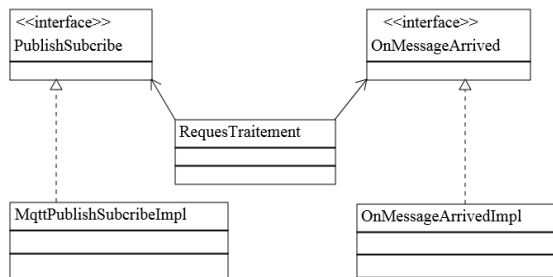 <<interface>>
PublishSubcribe
<<interface>>
OnMessageArrived
RequesTraitement
MqttPublishSubcribeImpl
OnMessageArrivedImpl